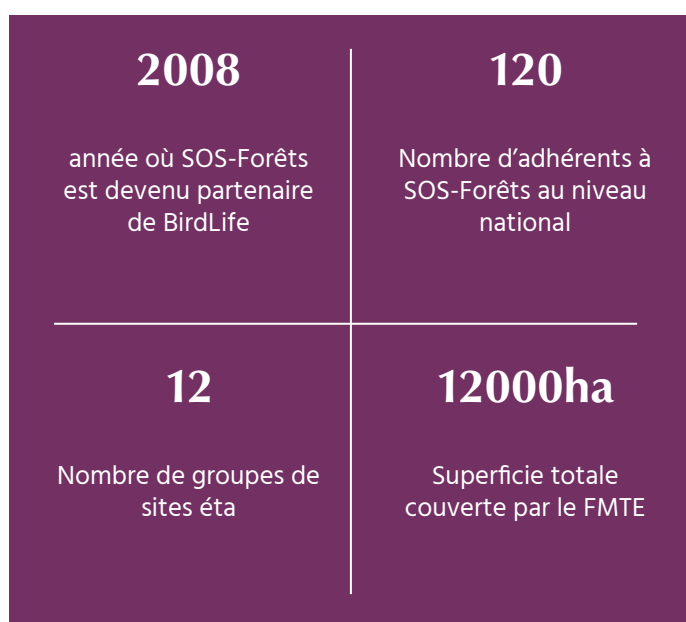 2008
année où SOS-Forêts
est devenu partenaire
de BirdLife
120
Nombre d’adhérents à
SOS-Forêts au niveau
national
12
Nombre de groupes de
sites éta
12000ha
Superficie totale
couverte par le FMTE